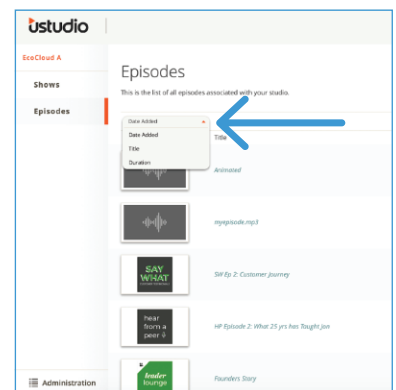 ustudio
EcoCloud A
Shows
Episodes
Episodes
This is the list of all episodes associated with your studio.
Date Added
Date Added
Title
Duration
Title
Animated
myepisode.mp3
SAY
WHAT
SW Ep 2: Customer Journey
hear
from a
peer
HP Episode 2: What 25 yrs has Taught Jon
leader
lounge
Founders Story
Administration